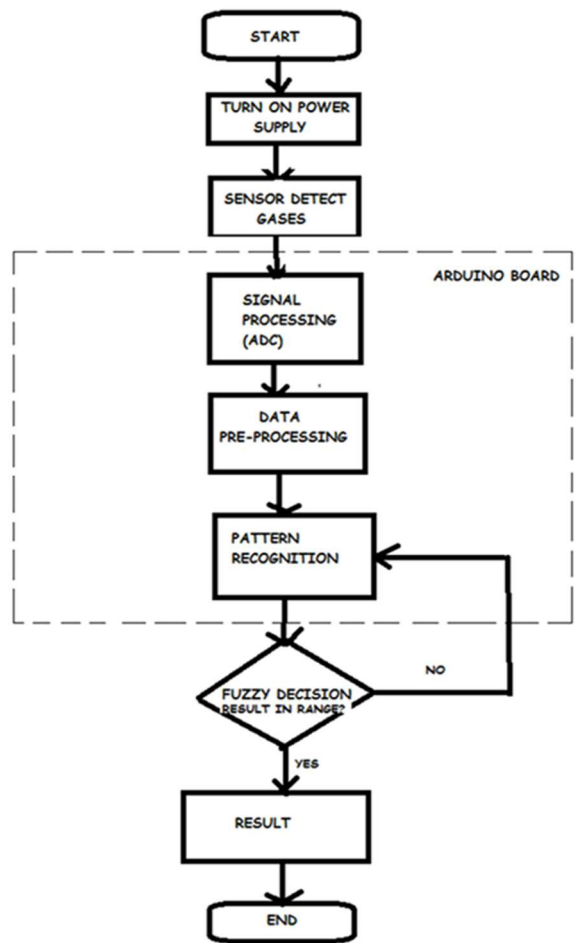 START
TURN ON POWER
SUPPLY
SENSOR DETECT
GASES
ARDUINO BOARD
SIGNAL
PROCESSING
(ADC)
DATA
PRE-PROCESSING
PATTERN
RECOGNITION
NO
FUZZY DECISION
RESULT IN RANGE?
YES
RESULT
END